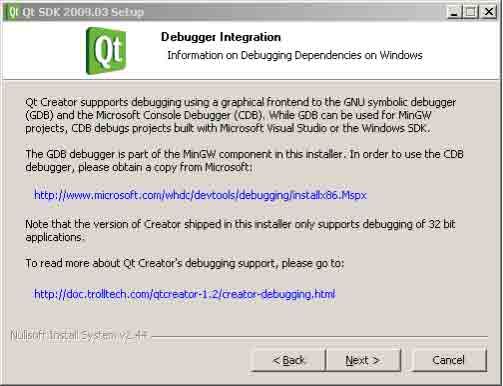 Qt SDK 2009.03 Setup
Qt
Debugger Integration
Information on Debugging Dependencies on Windows
Qt Creator suppports debugging using a graphical frontend to the GNU symbolic debugger
(GDB) and the Microsoft Console Debugger (CDB). While GDB can be used for MinGW
projects, CDB debugs projects built with Microsoft Visual Studio or the Windows SDK.
The GDB debugger is part of the MinGW component in this installer. In order to use the CDB
debugger, please obtain a copy from Microsoft:
http://www.microsoft.com/whdc/devtools/debugging/installx86.Mspx
Note that the version of Creator shipped in this installer only supports debugging of 32 bit
applications.
To read more about Qt Creator's debugging support, please go to:
http://doc.trolltech.com/qtcreator-1.2/creator-debugging.html
Nullsoft Install System v2.44
< Back Next > Cancel